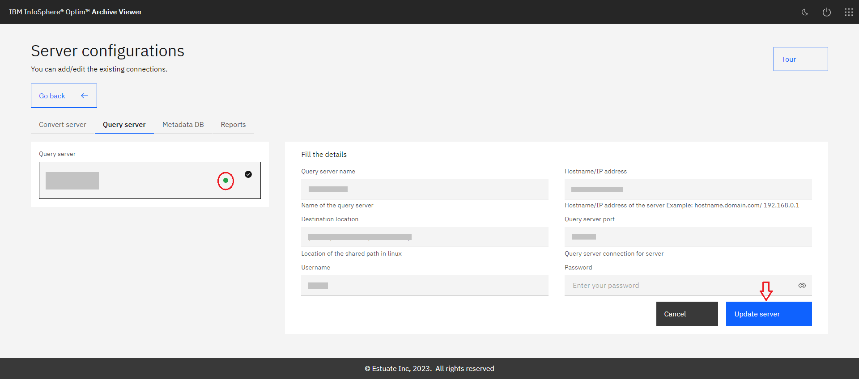 IBM InfoSphere® Optim™ Archive Viewer
Server configurations
You can add/edit the existing connections.
Tour
Go back
Convert server
Query server
Metadata DB
Reports
Query server
Fill the details
Query server name
Hostname/IP address
Name of the query server
Hostname/IP address of the server Example: hostname.domain.com/ 192.168.0.1
Destination location
Query server port
Location of the shared path in linux
Query server connection for server
Username
Password
Enter your password
Cancel
Update server
© Estuate Inc, 2023. All rights reserved